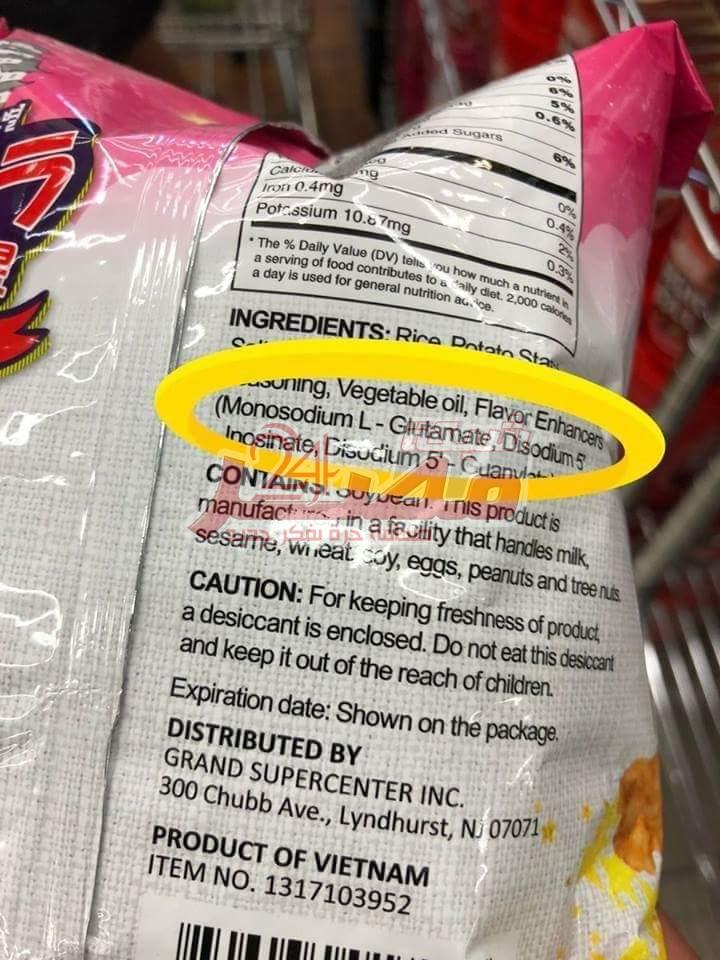 0%
6%
5%
0.6%
Added Sugars
6%
0%
Iron 0.4mg
0.4%
Potassium 10.87mg
2%
0.3%
* The % Daily Value (DV) tells you how much a nutrient in
a serving of food contributes to a daily diet. 2,000 calories
a day is used for general nutrition advice.
INGREDIENTS: Rice, Potato
Vegetable oil, Flavor Enhancers
(Monosodium L - Glutamate, Disodium 5'
Inosinate, Disodium 5' -
CONTAINS: Soybean. This product is
manufactured in a facility that handles milk,
sesame, wheat, soy, eggs, peanuts and tree nuts.
CAUTION: For keeping freshness of product,
a desiccant is enclosed. Do not eat this desiccant
and keep it out of the reach of children.
Expiration date: Shown on the package.
DISTRIBUTED BY
GRAND SUPERCENTER INC.
300 Chubb Ave., Lyndhurst, NJ 07071
PRODUCT OF VIETNAM
ITEM NO. 1317103952
24